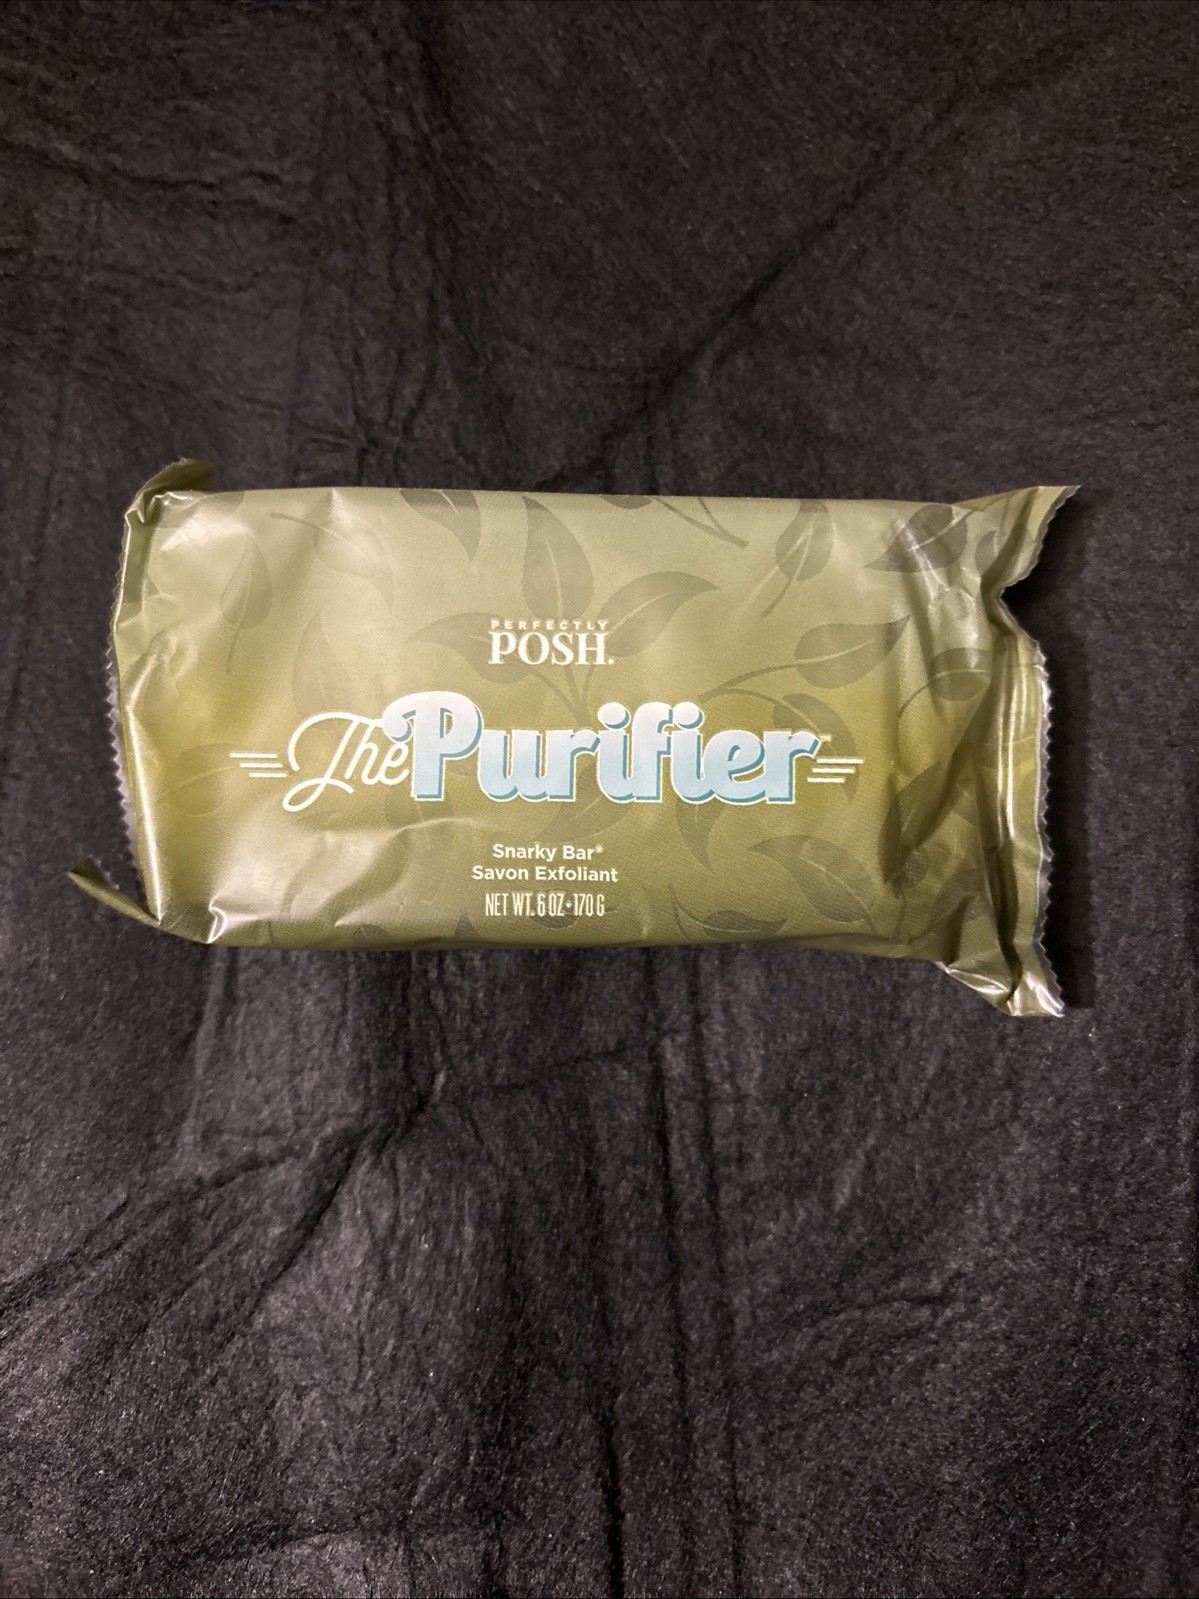 PERFECTLY
POSH.
The Purifier™
Snarky Bar®
Savon Exfoliant
NET WT. 6 OZ • 170 G